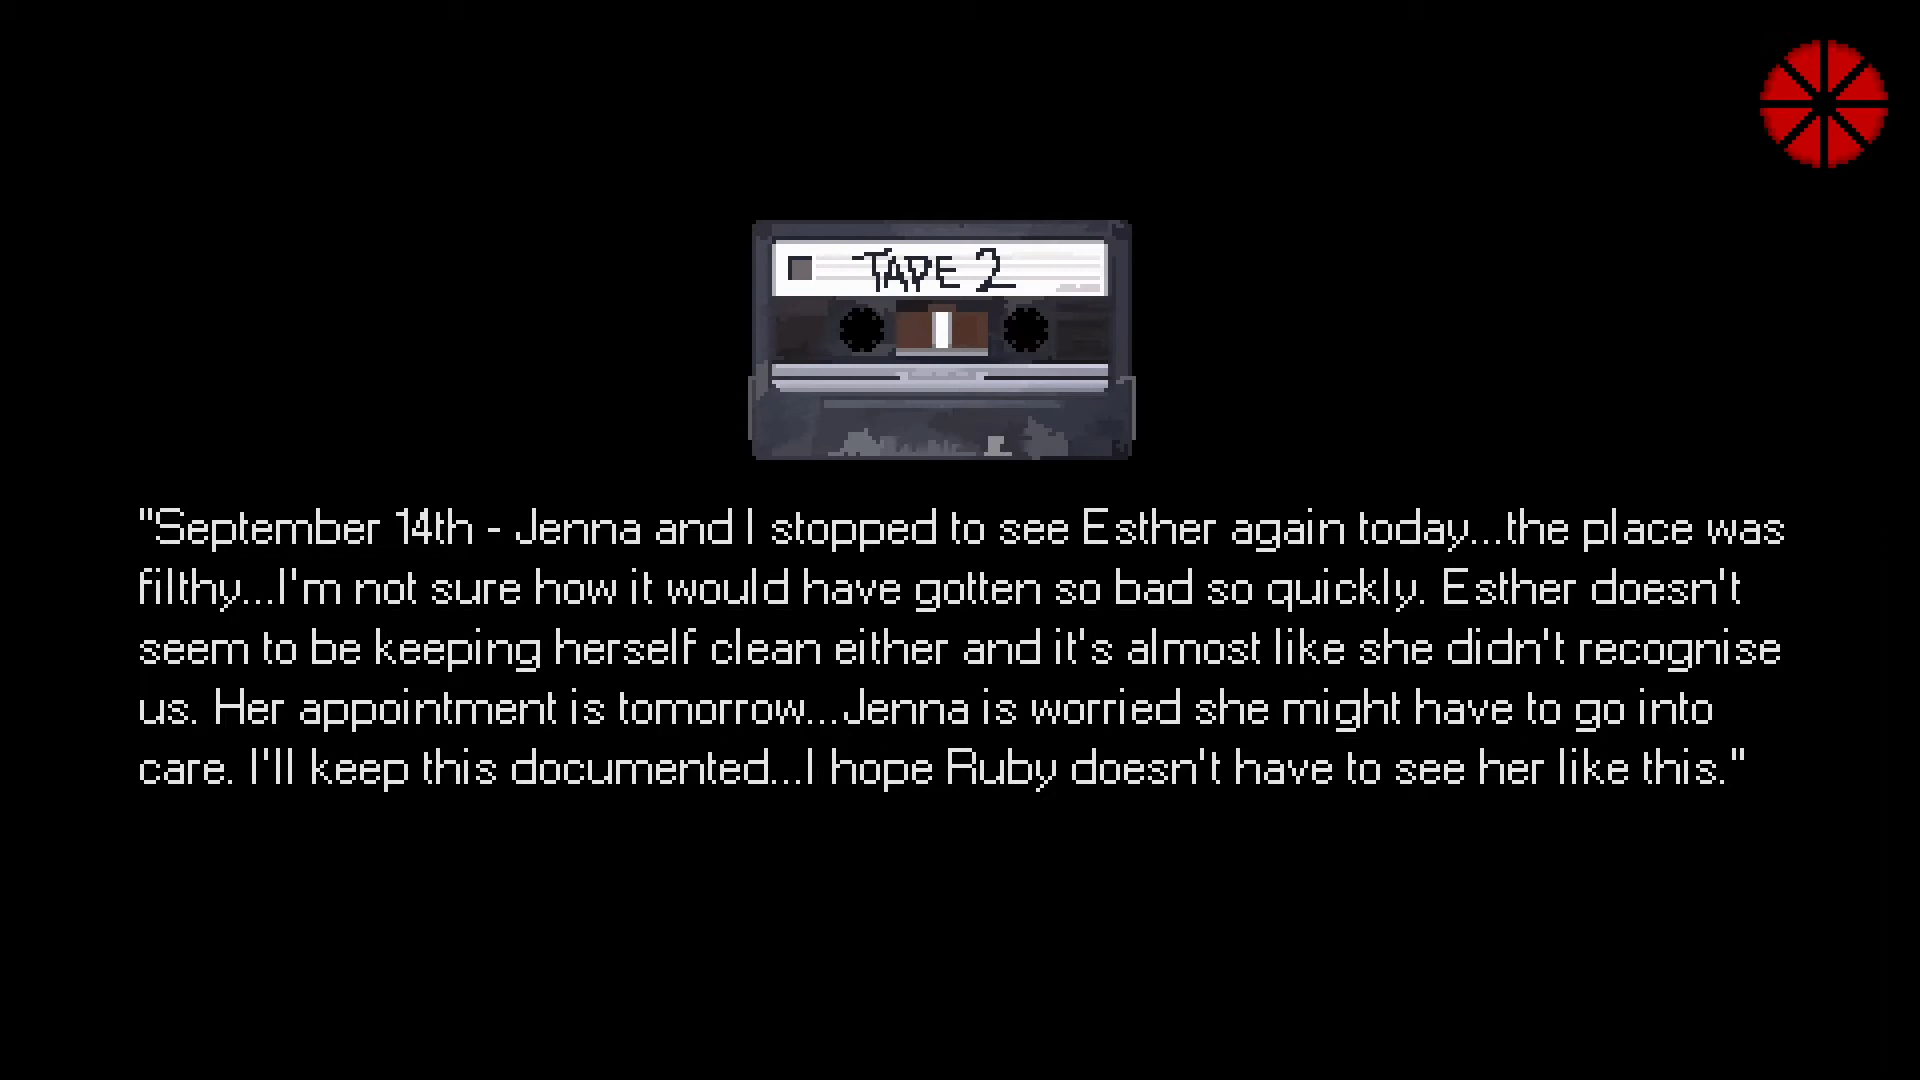 TAPE 2
"September 14th - Jenna and I stopped to see Esther again today...the place was
filthy...I'm not sure how it would have gotten so bad so quickly. Esther doesn't
seem to be keeping herself clean either and it's almost like she didn't recognise
us. Her appointment is tomorrow...Jenna is worried she might have to go into
care. I'll keep this documented...I hope Ruby doesn't have to see her like this."